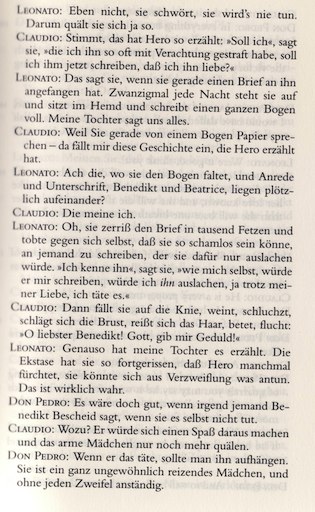 LEONATO: Eben nicht, sie schwört, sie wird's nie tun.
Darum quält sie sich ja so.
CLAUDIO: Stimmt, das hat Hero so erzählt: »Soll ich«, sagt
sie, »die ich ihn so oft mit Verachtung gestraft habe, soll
ich ihm jetzt schreiben, daß ich ihn liebe?«
LEONATO: Das sagt sie, wenn sie gerade einen Brief an ihn
angefangen hat. Zwanzigmal jede Nacht steht sie auf
und sitzt im Hemd und schreibt einen ganzen Bogen
voll. Meine Tochter sagt uns alles.
CLAUDIO: Weil Sie gerade von einem Bogen Papier spre-
chen – da fällt mir diese Geschichte ein, die Hero erzählt
hat.
LEONATO: Ach die, wo sie den Bogen faltet, und Anrede
und Unterschrift, Benedikt und Beatrice, liegen plötz-
lich aufeinander?
CLAUDIO: Die meine ich.
LEONATO: Oh, sie zerriß den Brief in tausend Fetzen und
tobte gegen sich selbst, daß sie so schamlos sein könne,
an jemand zu schreiben, der sie dafür nur auslachen
würde. »Ich kenne ihn«, sagt sie, »wie mich selbst, würde
er mir schreiben, würde ich ihn auslachen, ja trotz mei-
ner Liebe, ich täte es.«
CLAUDIO: Dann fällt sie auf die Knie, weint, schluchzt,
schlägt sich die Brust, reißt sich das Haar, betet, flucht:
»O liebster Benedikt! Gott, gib mir Geduld!«
LEONATO: Genauso hat meine Tochter es erzählt. Die
Ekstase hat sie so fortgerissen, daß Hero manchmal
fürchtet, sie könnte sich aus Verzweiflung was antun.
Das ist wirklich wahr.
DON PEDRO: Es wäre doch gut, wenn irgend jemand Be-
nedikt Bescheid sagt, wenn sie es selbst nicht tut.
CLAUDIO: Wozu? Er würde sich einen Spaß daraus machen
und das arme Mädchen nur noch mehr quälen.
DON PEDRO: Wenn er das täte, sollte man ihn aufhängen.
Sie ist ein ganz ungewöhnlich reizendes Mädchen, und
ohne jeden Zweifel anständig.